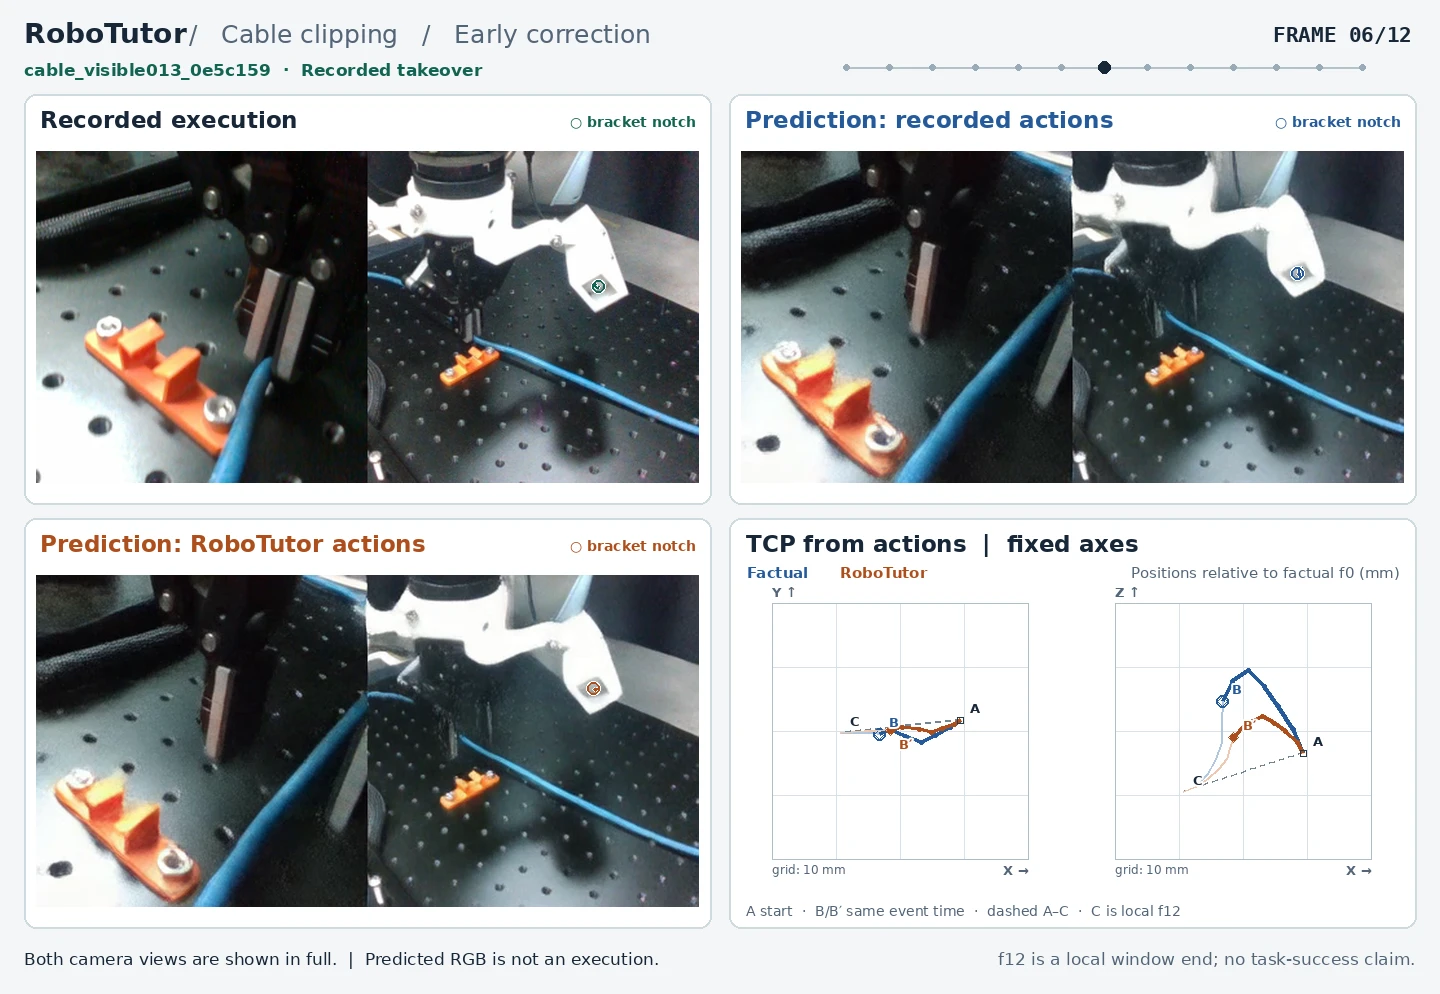 RoboTutor/ Cable clipping / Early correction
FRAME 06/12
cable_visible013_0e5c159 · Recorded takeover
Recorded execution
○ bracket notch
Prediction: recorded actions
○ bracket notch
Prediction: RoboTutor actions
○ bracket notch
TCP from actions | fixed axes
Factual RoboTutor
Positions relative to factual f0 (mm)
Y ↑
Z ↑
C B A
B′
B
B′ A
C
grid: 10 mm X →
grid: 10 mm X →
A start · B/B′ same event time · dashed A–C · C is local f12
Both camera views are shown in full. | Predicted RGB is not an execution.
f12 is a local window end; no task-success claim.